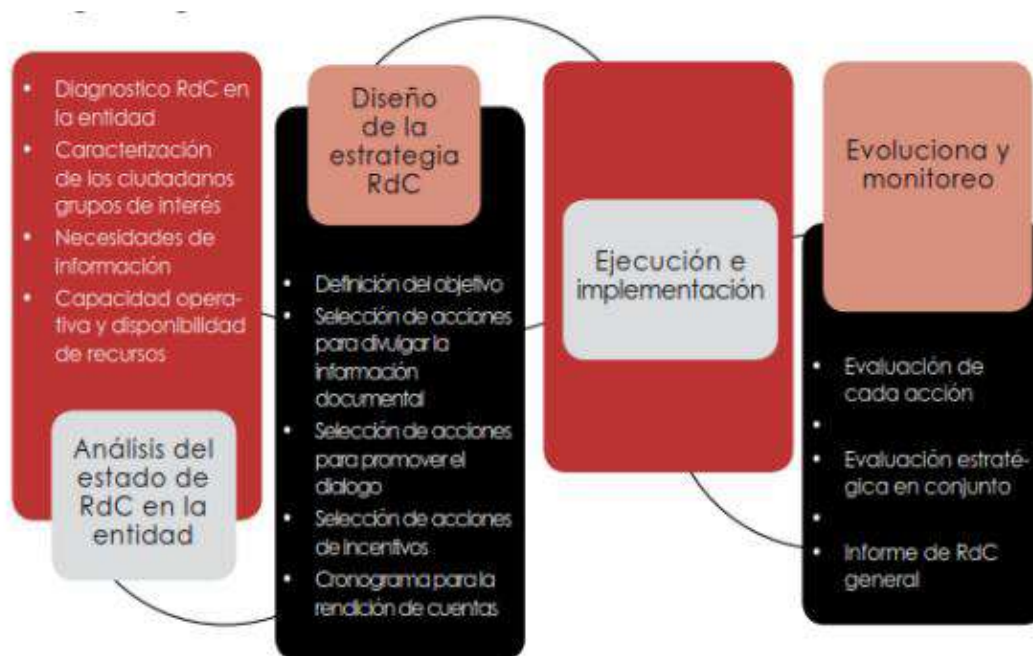 • Diagnostico RdC en
la entidad
• Caracterización
de los ciudadanos
grupos de interés
• Necesidades de
información
• Capacidad opera-
tiva y disponibilidad
de recursos
Análisis del
estado de
RdC en la
entidad
Diseño
de la
estrategia
RdC
• Definición del objetivo
• Selección de acciones
para divulgar la
información
documental
• Selección de acciones
para promover el
dialogo
• Selección de acciones
de incentivos
• Cronograma para la
rendición de cuentas
Ejecución e
implementación
Evoluciona y
monitoreo
• Evaluación de
cada acción
•
• Evaluación estraté-
gica en conjunto
•
• Informe de RdC
general